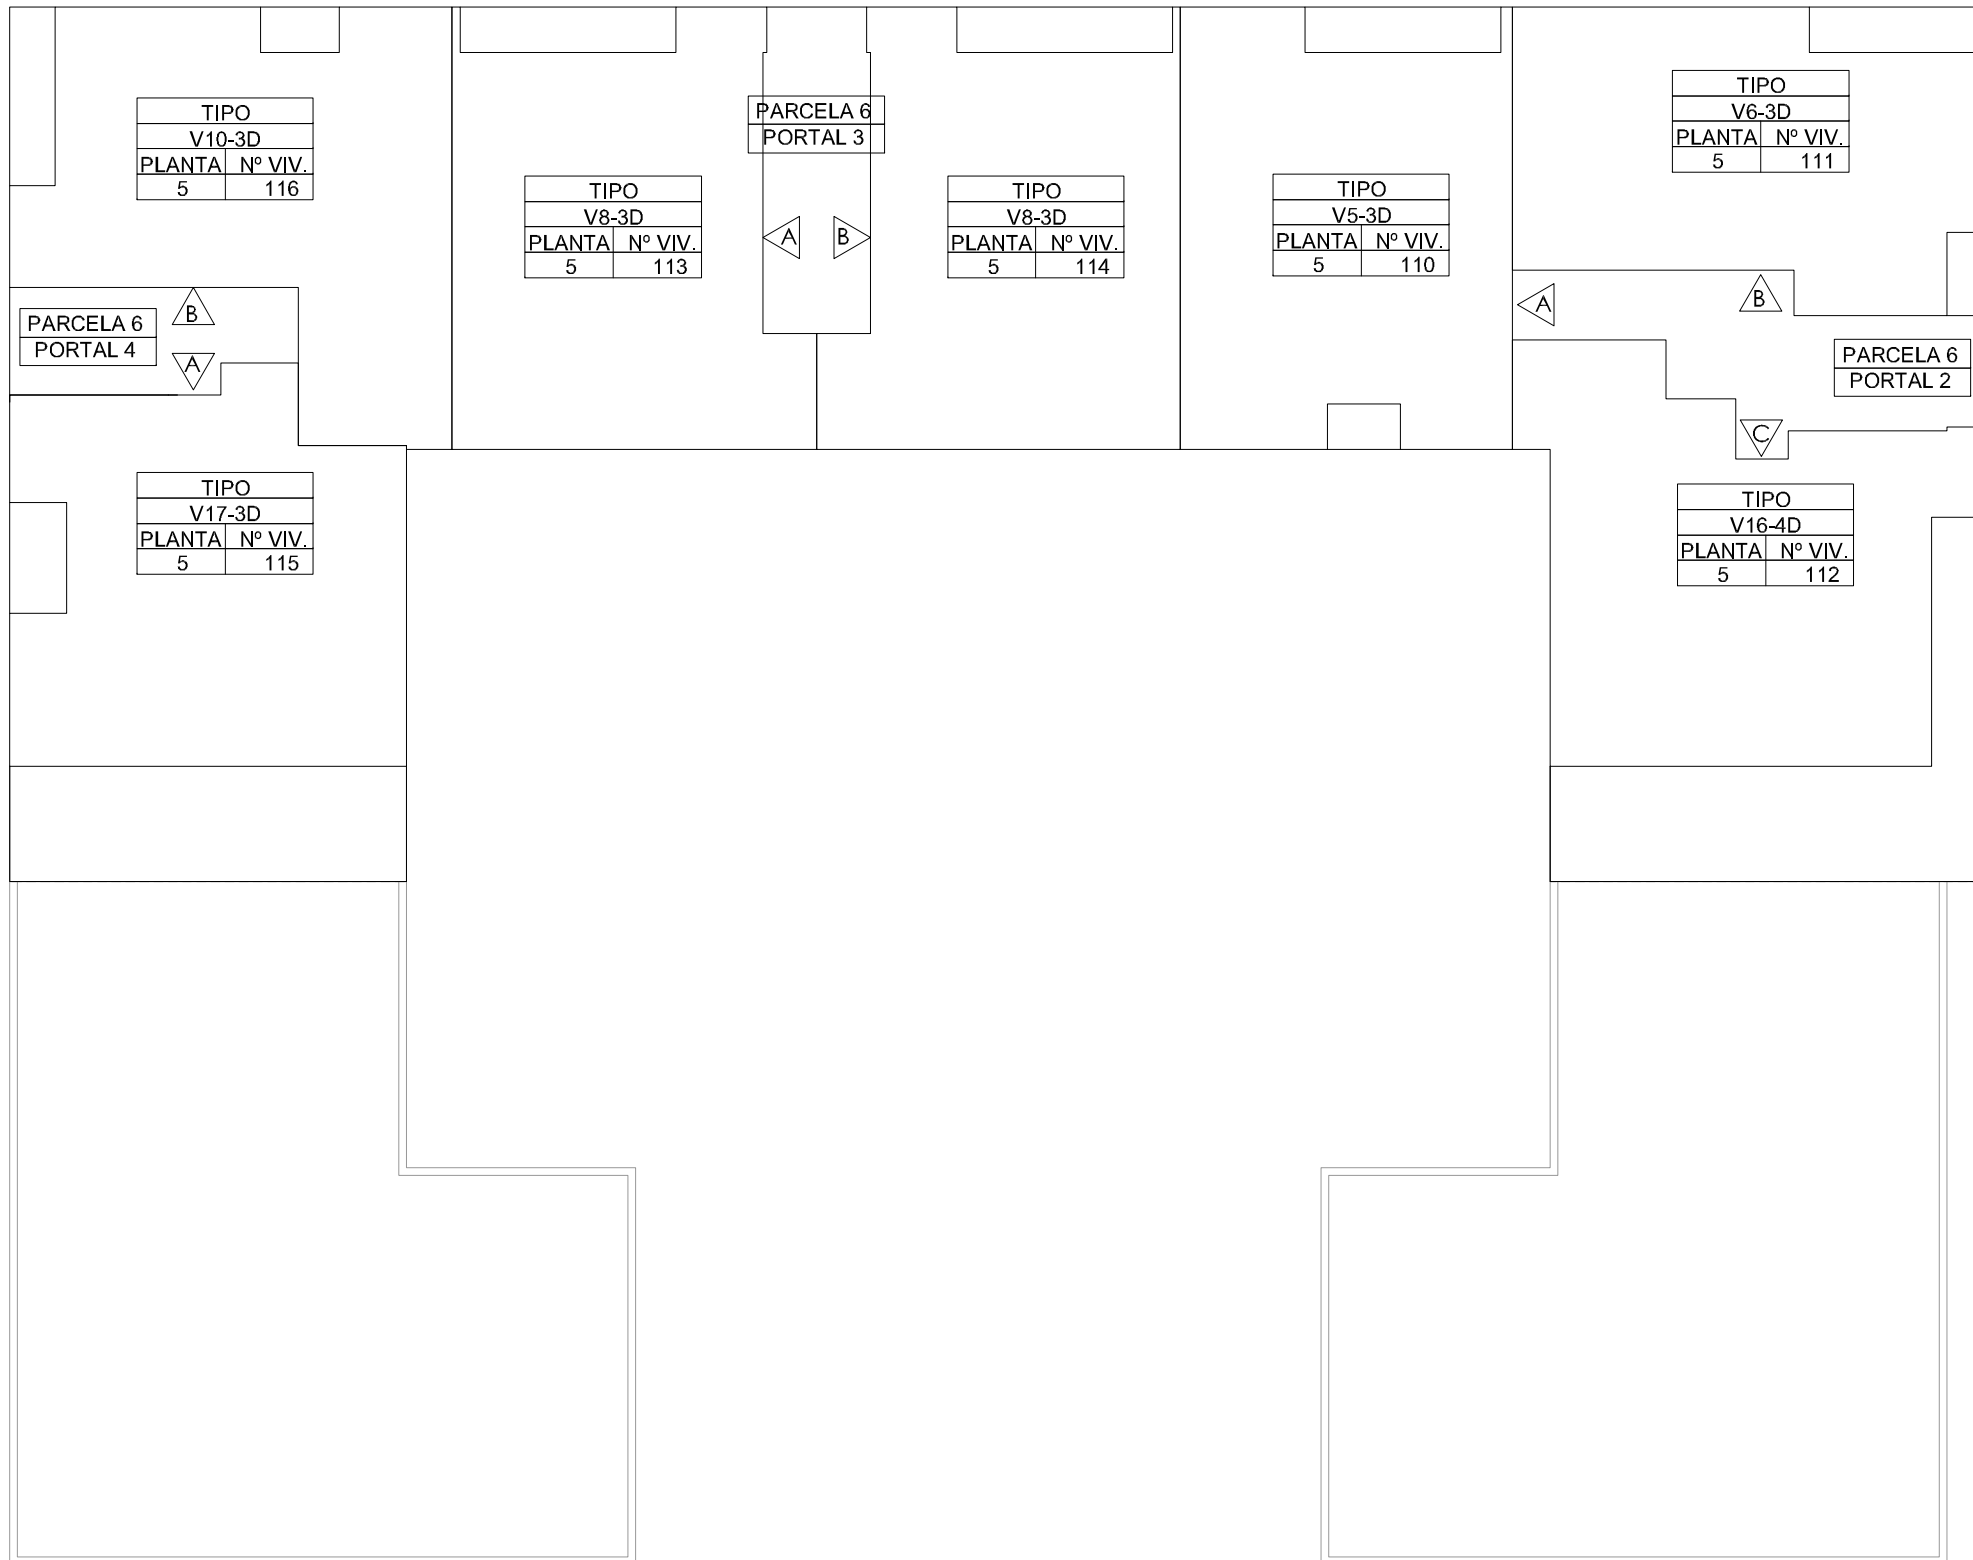 TIPO
V10-3D
PLANTA Nº VIV.
5 116
PARCELA 6
PORTAL 3
TIPO
V6-3D
PLANTA Nº VIV.
5 111
TIPO
V8-3D
PLANTA Nº VIV.
5 113
A B
TIPO
V8-3D
PLANTA Nº VIV.
5 114
TIPO
V5-3D
PLANTA Nº VIV.
5 110
PARCELA 6
PORTAL 4
B
A
A
B
PARCELA 6
PORTAL 2
C
TIPO
V17-3D
PLANTA Nº VIV.
5 115
TIPO
V16-4D
PLANTA Nº VIV.
5 112